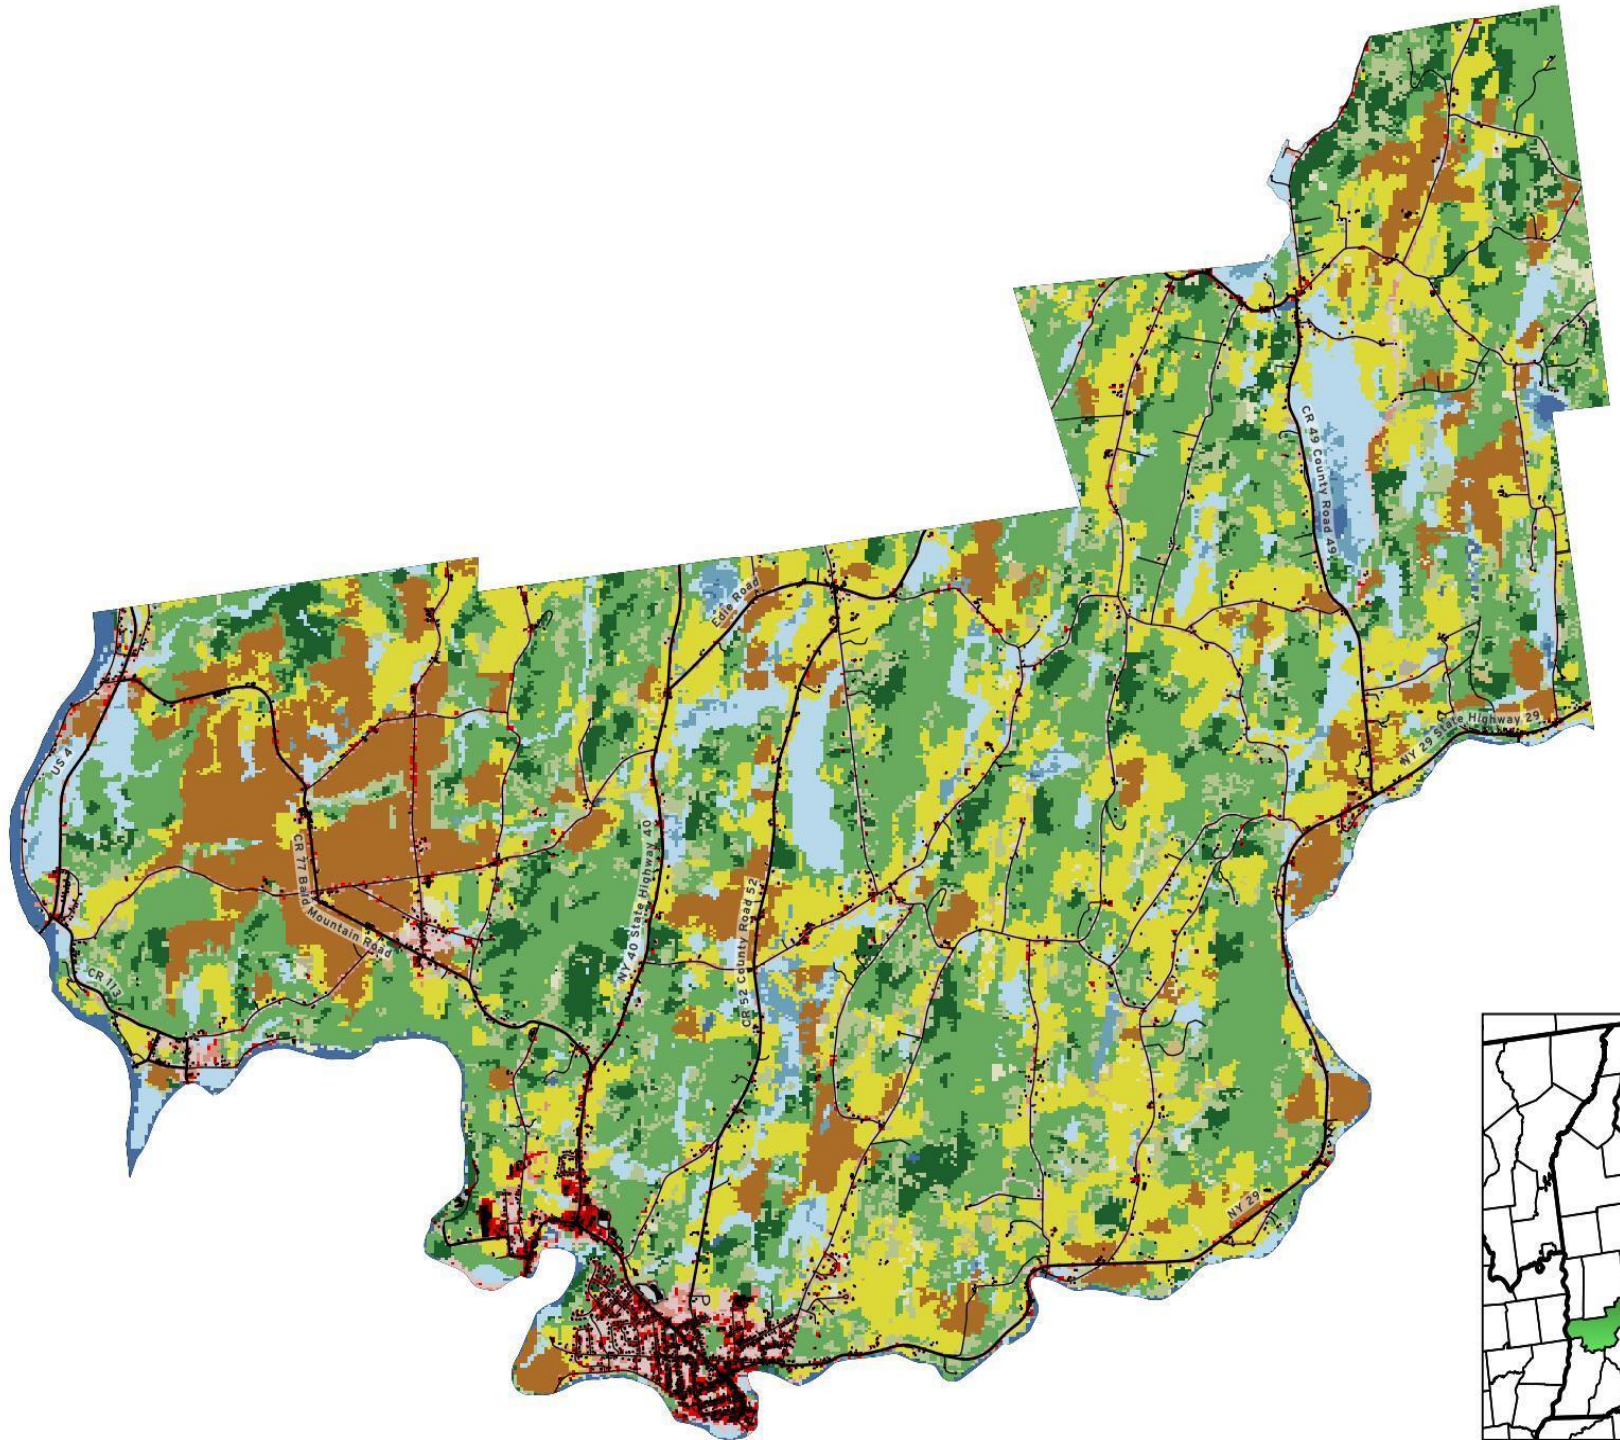 CR 49 County Road 49
Edie Road
NY 29 State Highway 29
US 4
CR 77 Bald Mountain Road
NY 40 State Highway 40
CR 52 County Road 52
CR 113
NY 29